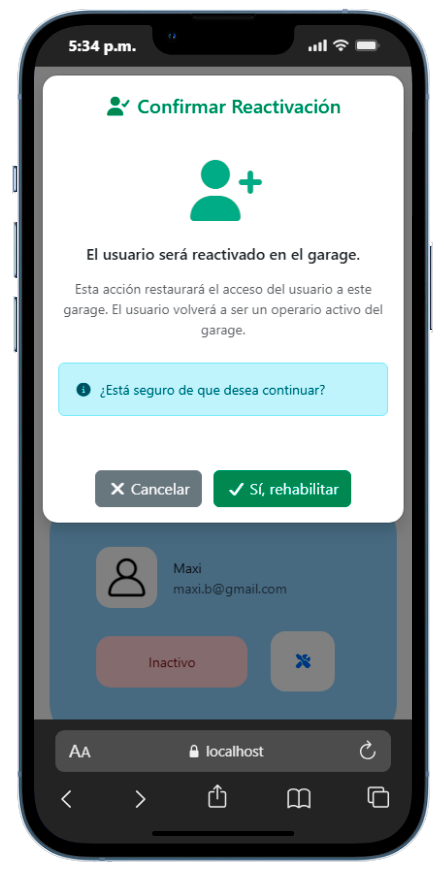 5:34 p.m.
Confirmar Reactivación
El usuario será reactivado en el garage.
Esta acción restaurará el acceso del usuario a este
garage. El usuario volverá a ser un operario activo del
garage.
¿Está seguro de que desea continuar?
Cancelar
Sí, rehabilitar
Maxi
maxi.b@gmail.com
Inactivo
AA
localhost